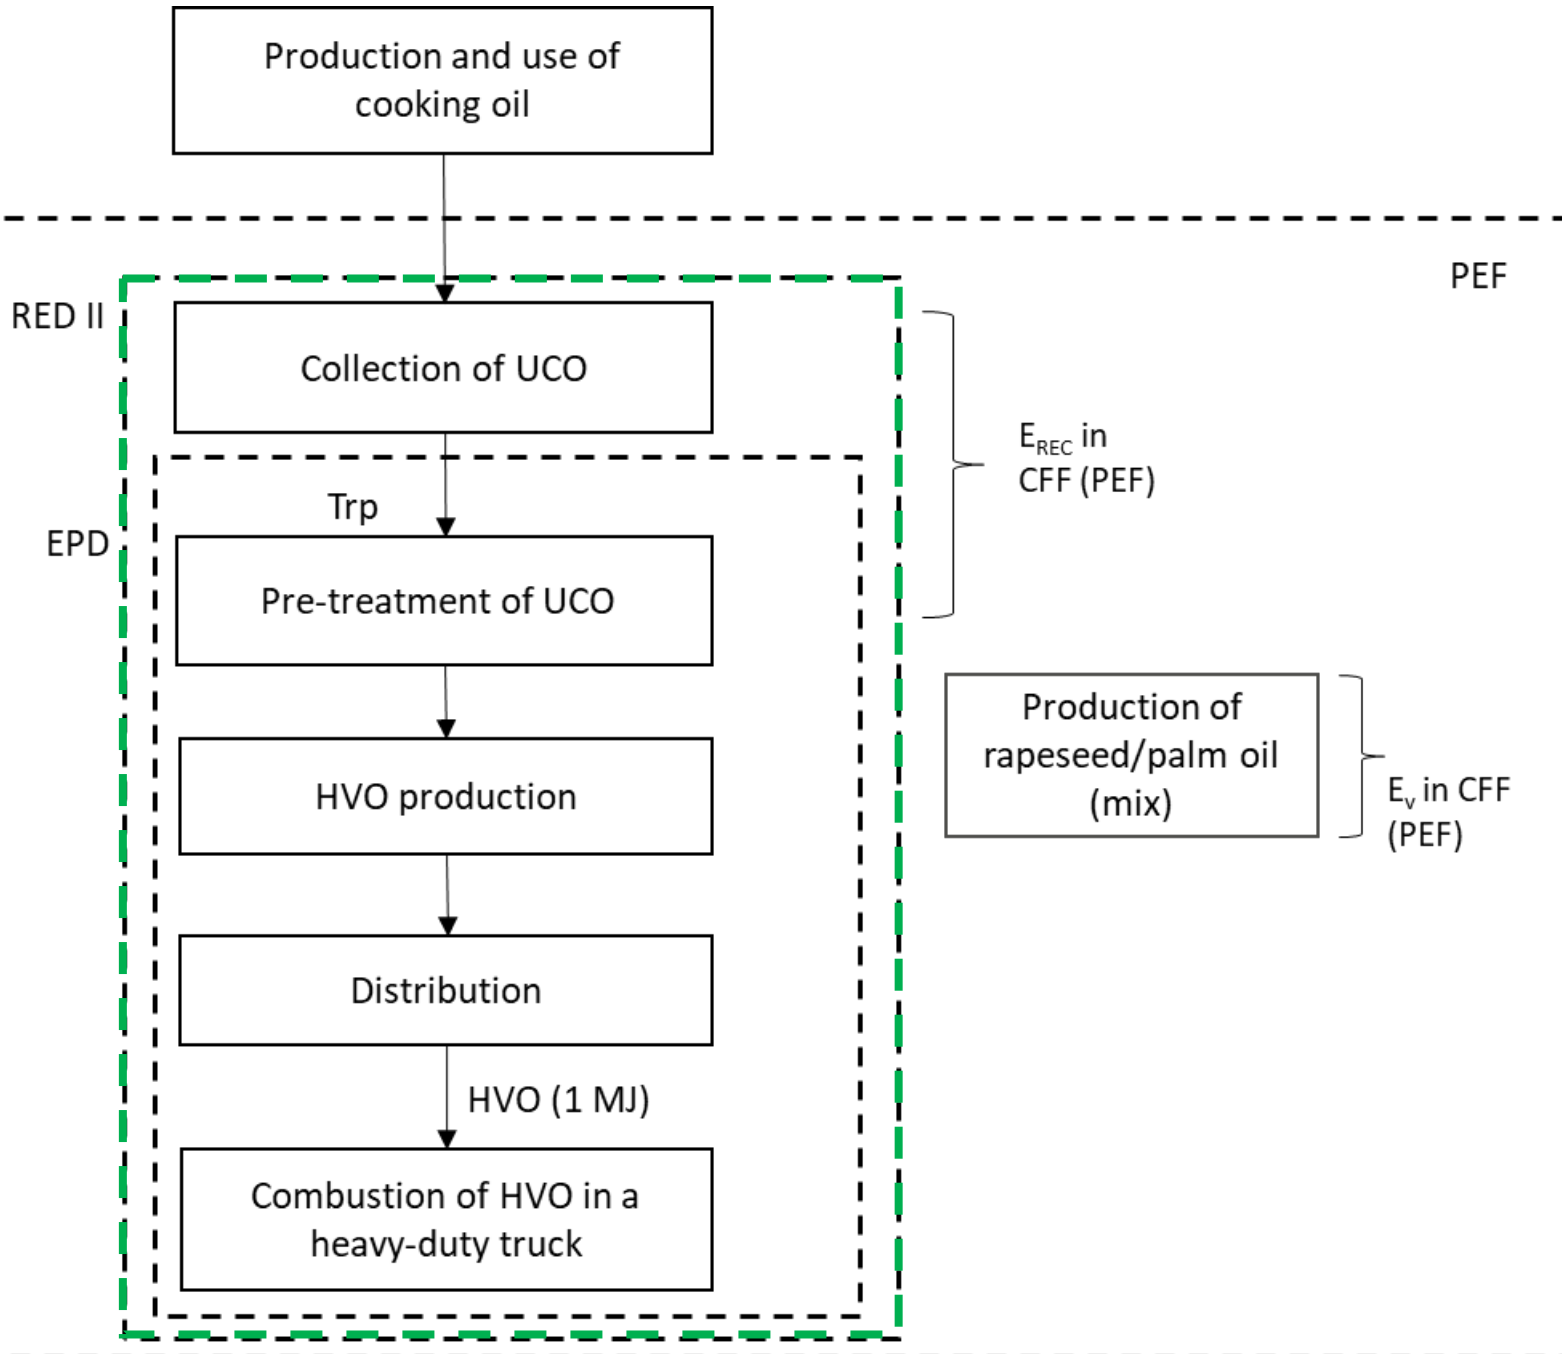 Production and use of
cooking oil
PEF
RED II
Collection of UCO
E_REC in
CFF (PEF)
Trp
EPD
Pre-treatment of UCO
Production of
rapeseed/palm oil
(mix)
E_v in CFF
(PEF)
HVO production
Distribution
HVO (1 MJ)
Combustion of HVO in a
heavy-duty truck